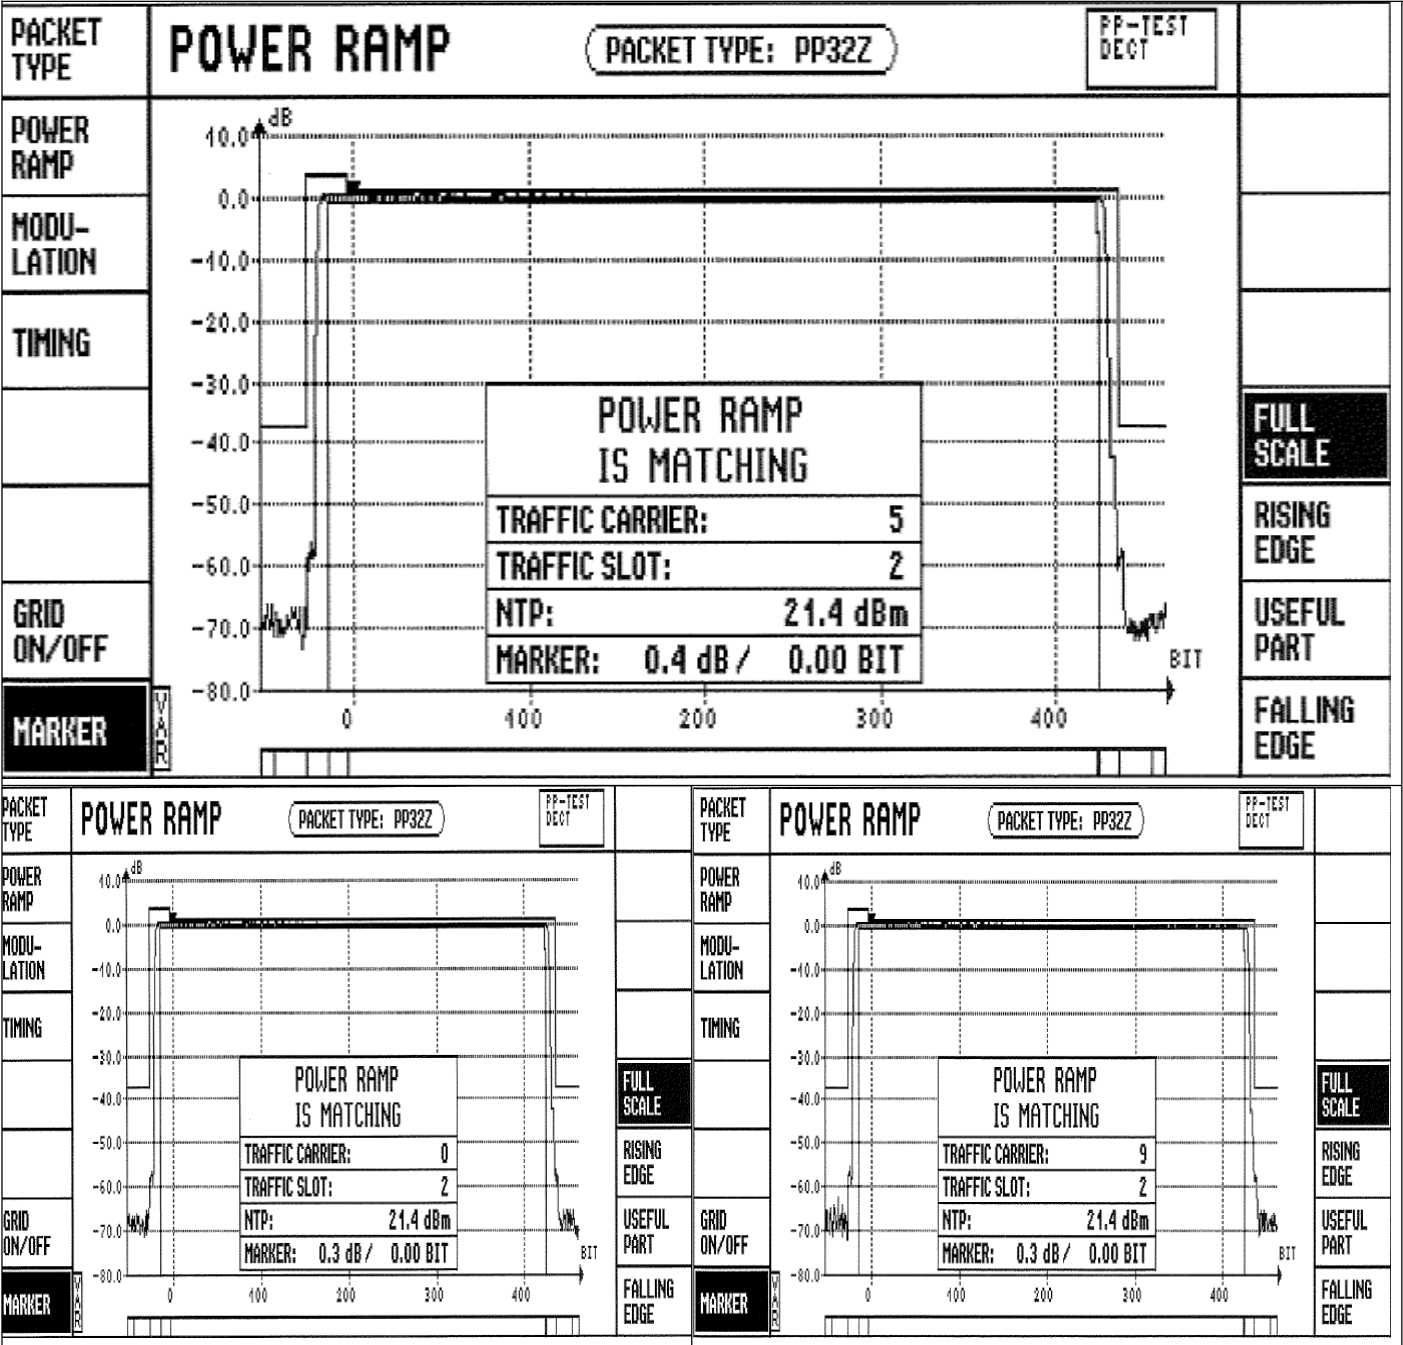 PACKET
TYPE
POWER RAMP
PACKET TYPE: PP32Z
PP-TEST
DECT
POWER
RAMP
MODU-
LATION
TIMING
GRID
ON/OFF
MARKER
VAR
dB
10.0
0.0
-10.0
-20.0
-30.0
-40.0
-50.0
-60.0
-70.0
-80.0
POWER RAMP
IS MATCHING
TRAFFIC CARRIER: 5
TRAFFIC SLOT: 2
NTP: 21.4 dBm
MARKER: 0.4 dB / 0.00 BIT
BIT
0 100 200 300 400
FULL
SCALE
RISING
EDGE
USEFUL
PART
FALLING
EDGE
PACKET
TYPE
POWER RAMP
PACKET TYPE: PP32Z
PP-TEST
DECT
POWER
RAMP
MODU-
LATION
TIMING
GRID
ON/OFF
MARKER
VAR
dB
10.0
0.0
-10.0
-20.0
-30.0
-40.0
-50.0
-60.0
-70.0
-80.0
POWER RAMP
IS MATCHING
TRAFFIC CARRIER: 0
TRAFFIC SLOT: 2
NTP: 21.4 dBm
MARKER: 0.3 dB / 0.00 BIT
BIT
0 100 200 300 400
FULL
SCALE
RISING
EDGE
USEFUL
PART
FALLING
EDGE
PACKET
TYPE
POWER RAMP
PACKET TYPE: PP32Z
PP-TEST
DECT
POWER
RAMP
MODU-
LATION
TIMING
GRID
ON/OFF
MARKER
VAR
dB
10.0
0.0
-10.0
-20.0
-30.0
-40.0
-50.0
-60.0
-70.0
-80.0
POWER RAMP
IS MATCHING
TRAFFIC CARRIER: 9
TRAFFIC SLOT: 2
NTP: 21.4 dBm
MARKER: 0.3 dB / 0.00 BIT
BIT
0 100 200 300 400
FULL
SCALE
RISING
EDGE
USEFUL
PART
FALLING
EDGE